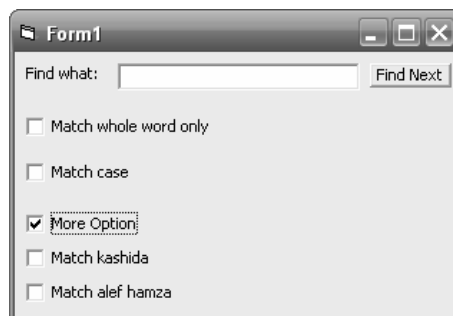 Form1
Find what: Find Next
Match whole word only
Match case
More Option
Match kashida
Match alef hamza